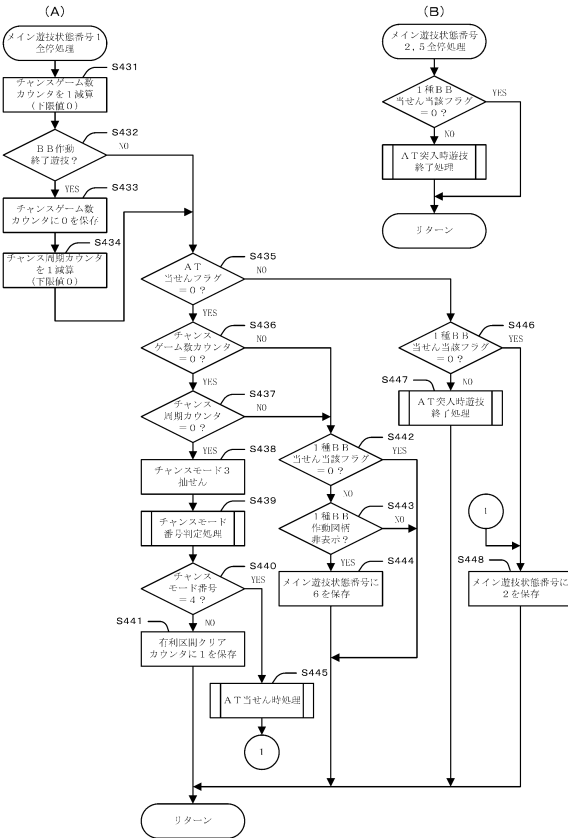 (A)
メイン遊技状態番号1
全停処理
S431
チャンスゲーム数
カウンタを1減算
(下限値0)
S432
BB作動
終了遊技?
NO
YES
S433
チャンスゲーム数
カウンタに0を保存
S434
チャンス周期カウンタ
を1減算
(下限値0)
S435
AT
当せんフラグ
=0?
NO
YES
S436
チャンス
ゲーム数カウンタ
=0?
NO
YES
S437
チャンス
周期カウンタ
=0?
NO
YES
S438
チャンスモード3
抽せん
S439
チャンスモード
番号判定処理
S440
チャンス
モード番号
=4?
YES
NO
S441
有利区間クリア
カウンタに1を保存
S442
1種BB
当せん当該フラグ
=0?
YES
NO
S443
1種BB
作動図柄
非表示?
NO
YES
S444
メイン遊技状態番号に
6を保存
S445
AT当せん時処理
1
S446
1種BB
当せん当該フラグ
=0?
YES
NO
S447
AT突入時遊技
終了処理
1
S448
メイン遊技状態番号に
2を保存
リターン
(B)
メイン遊技状態番号
2,5全停処理
1種BB
当せん当該フラグ
=0?
YES
NO
AT突入時遊技
終了処理
リターン